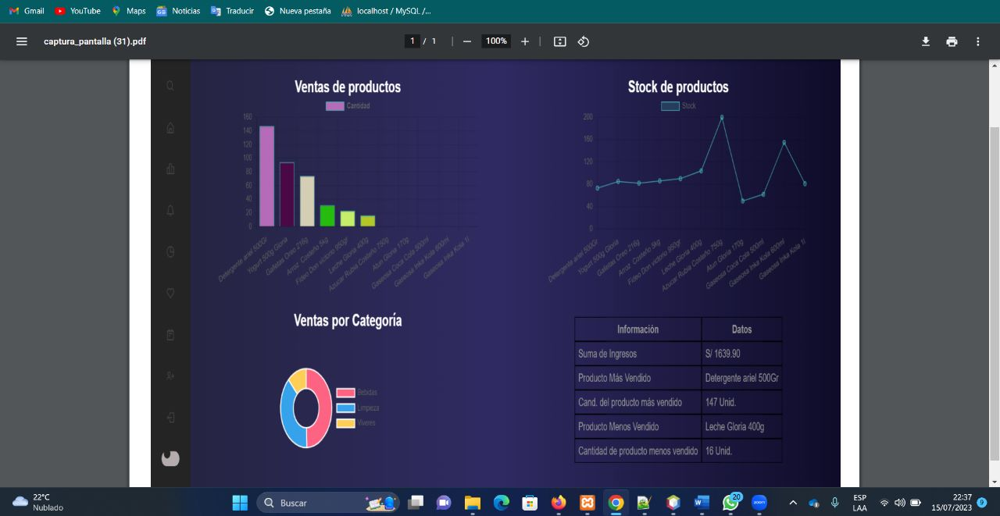 Gmail YouTube Maps Noticias Traducir Nueva pestaña localhost / MySQL /...
captura_pantalla (31).pdf 1 / 1 100%
Ventas de productos
Cantidad
160
140
120
100
80
60
40
20
0
Detergente ariel 500Gr
Yogurt 500g Gloria
Galletas Oreo 216g
Arroz Costeño 5kg
Fideo Don victorio 950gf
Leche Gloria 400g
Azucar Rubia Costeño 750g
Atun Gloria 170g
Gaseosa Coca Cola 500ml
Gaseosa Inka Kola 600ml
Gaseosa Inka Kola 1l
Stock de productos
Stock
200
160
120
80
40
0
Detergente ariel 500Gr
Yogurt 500g Gloria
Galletas Oreo 216g
Arroz Costeño 5kg
Fideo Don victorio 950gf
Leche Gloria 400g
Azucar Rubia Costeño 750g
Atun Gloria 170g
Gaseosa Coca Cola 500ml
Gaseosa Inka Kola 600ml
Gaseosa Inka Kola 1l
Ventas por Categoría
Bebidas
Limpieza
Viveres
Información Datos
Suma de Ingresos S/ 1639.90
Producto Más Vendido Detergente ariel 500Gr
Cand. del producto más vendido 147 Unid.
Producto Menos Vendido Leche Gloria 400g
Cantidad de producto menos vendido 16 Unid.
22°C
Nublado
Buscar
20
zoom
ESP
LAA
22:37
15/07/2023
9